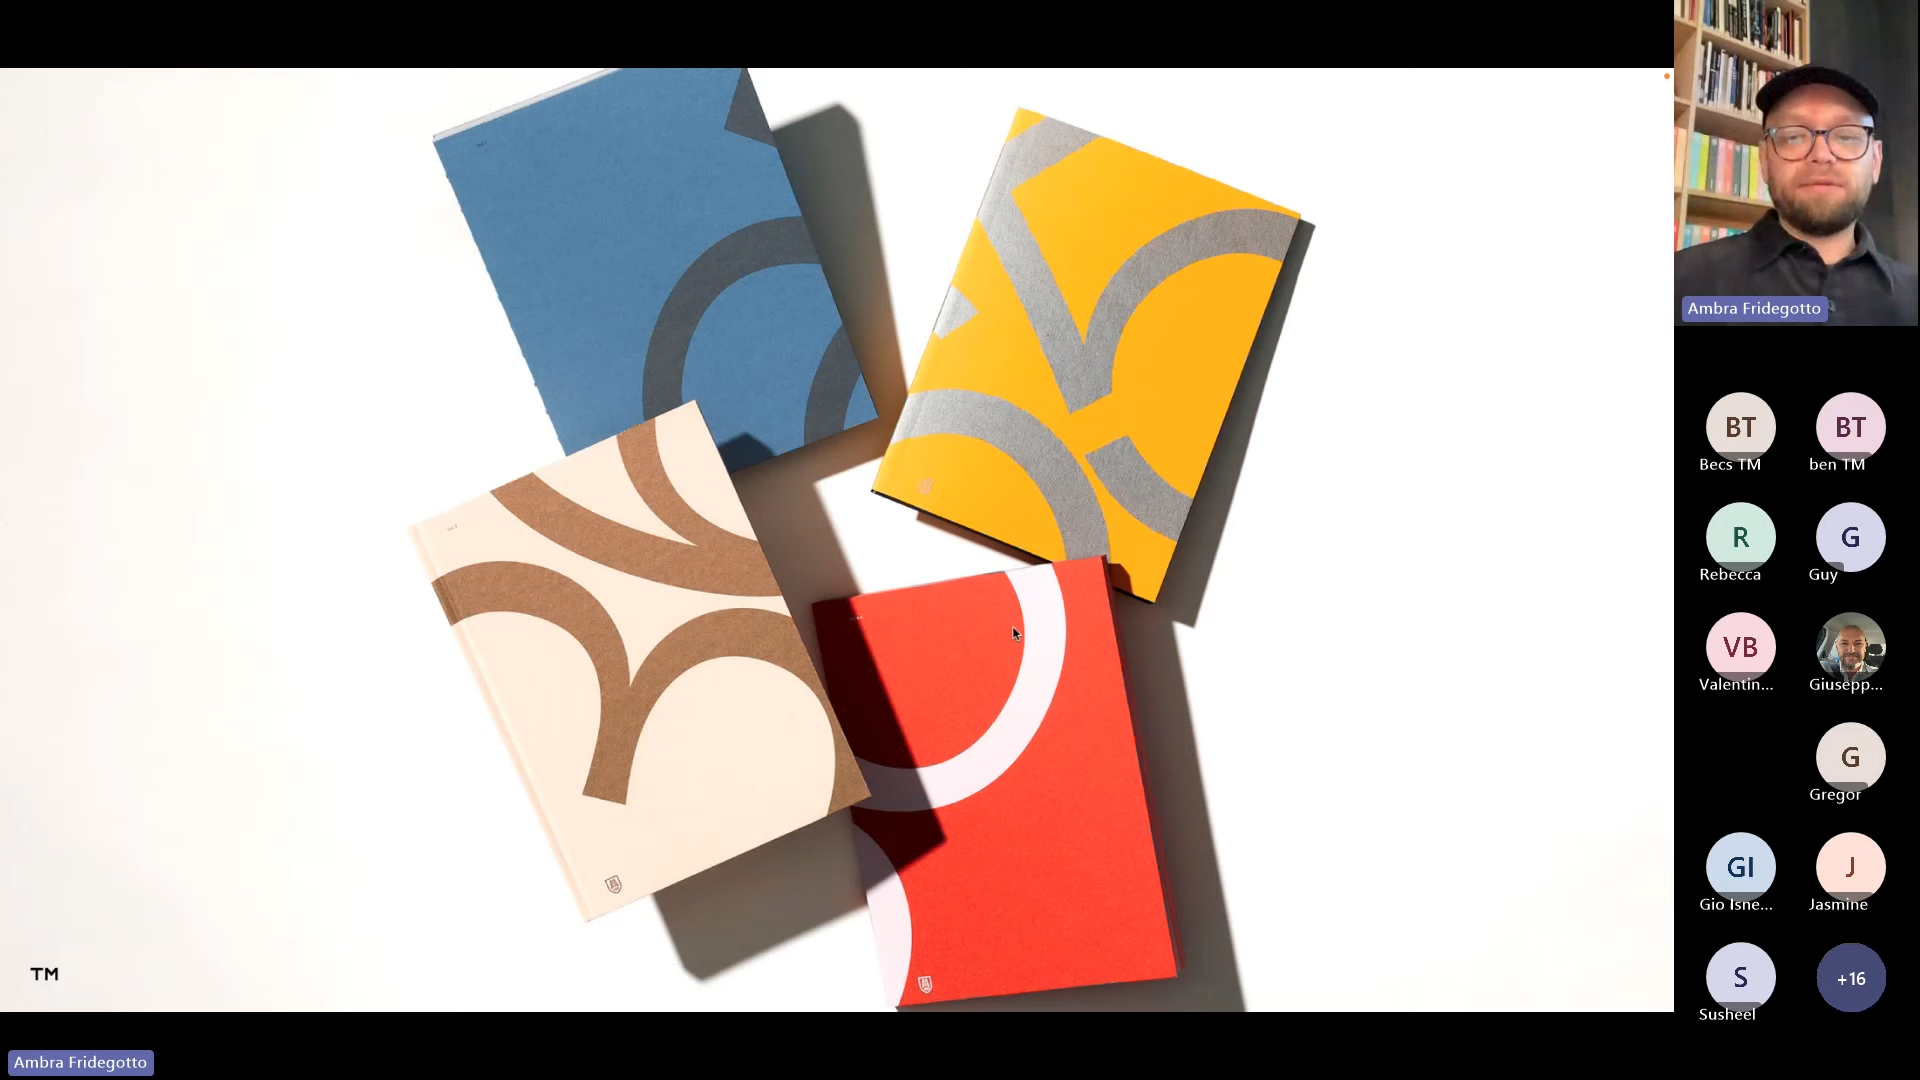 Ambra Fridegotto
BT
BT
Becs TM
ben TM
R
G
Rebecca
Guy
VB
Valentin...
Giusepp...
G
Gregor
GI
J
Gio Isne...
Jasmine
S
+16
Susheel
TM
Ambra Fridegotto